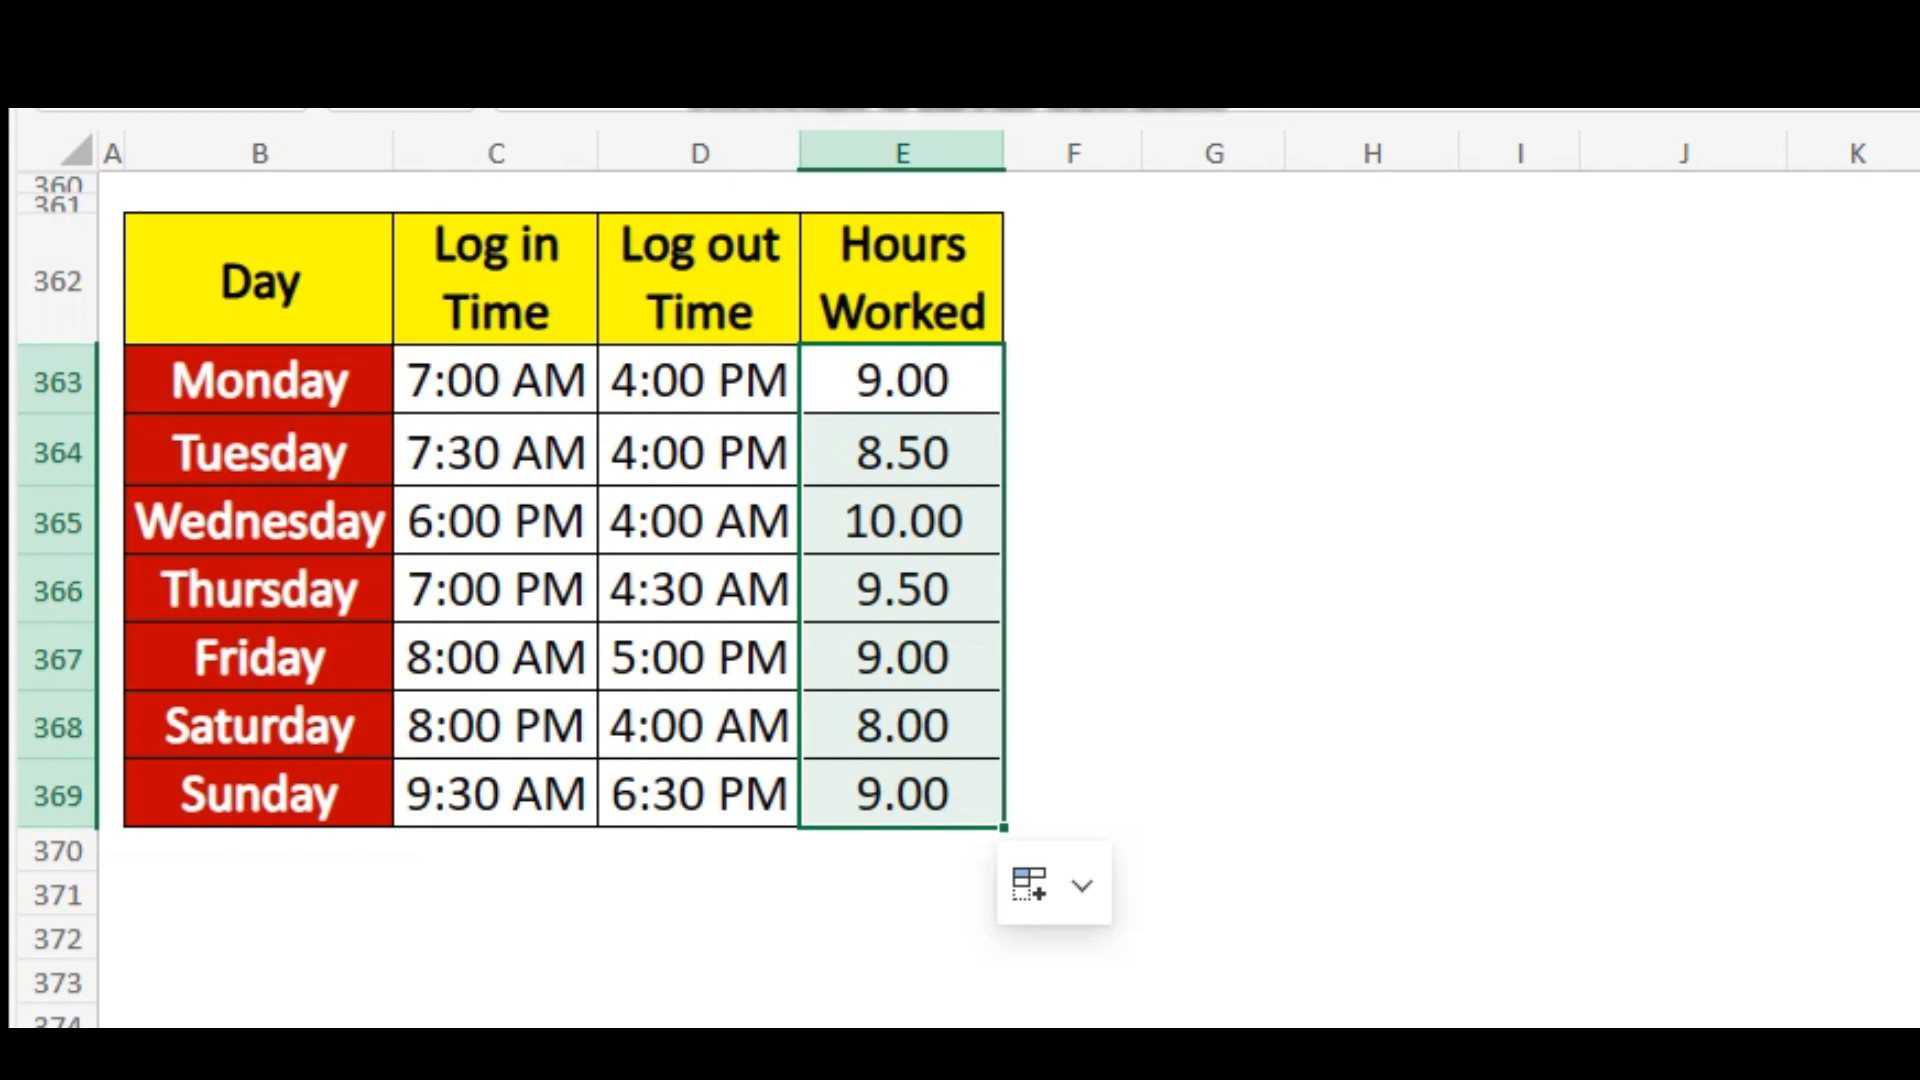 A B C D E F G H I J K
360
361
362 Day Log in Time Log out Time Hours Worked
363 Monday 7:00 AM 4:00 PM 9.00
364 Tuesday 7:30 AM 4:00 PM 8.50
365 Wednesday 6:00 PM 4:00 AM 10.00
366 Thursday 7:00 PM 4:30 AM 9.50
367 Friday 8:00 AM 5:00 PM 9.00
368 Saturday 8:00 PM 4:00 AM 8.00
369 Sunday 9:30 AM 6:30 PM 9.00
370
371
372
373
374